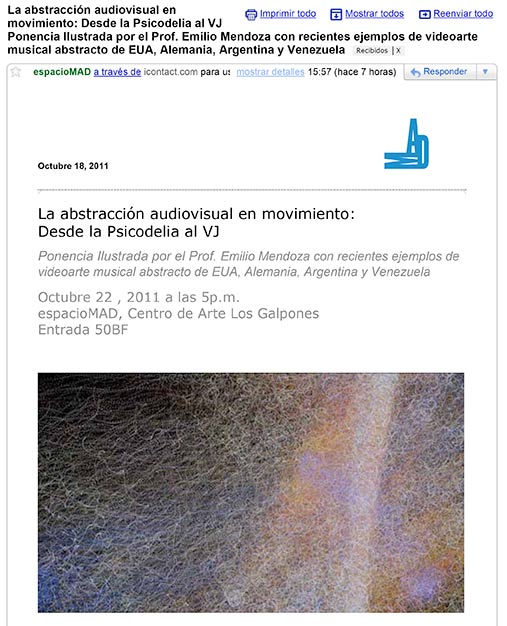 La abstracción audiovisual en
movimiento: Desde la Psicodelia al VJ
Imprimir todo
Mostrar todos
Reenviar todo
Ponencia Ilustrada por el Prof. Emilio Mendoza con recientes ejemplos de videoarte
musical abstracto de EUA, Alemania, Argentina y Venezuela
Recibidos | X
espacioMAD a través de icontact.com para us mostrar detalles 15:57 (hace 7 horas)
Responder
Octubre 18, 2011
La abstracción audiovisual en movimiento:
Desde la Psicodelia al VJ
Ponencia Ilustrada por el Prof. Emilio Mendoza con recientes ejemplos de
videoarte musical abstracto de EUA, Alemania, Argentina y Venezuela
Octubre 22 , 2011 a las 5p.m.
espacioMAD, Centro de Arte Los Galpones
Entrada 50BF